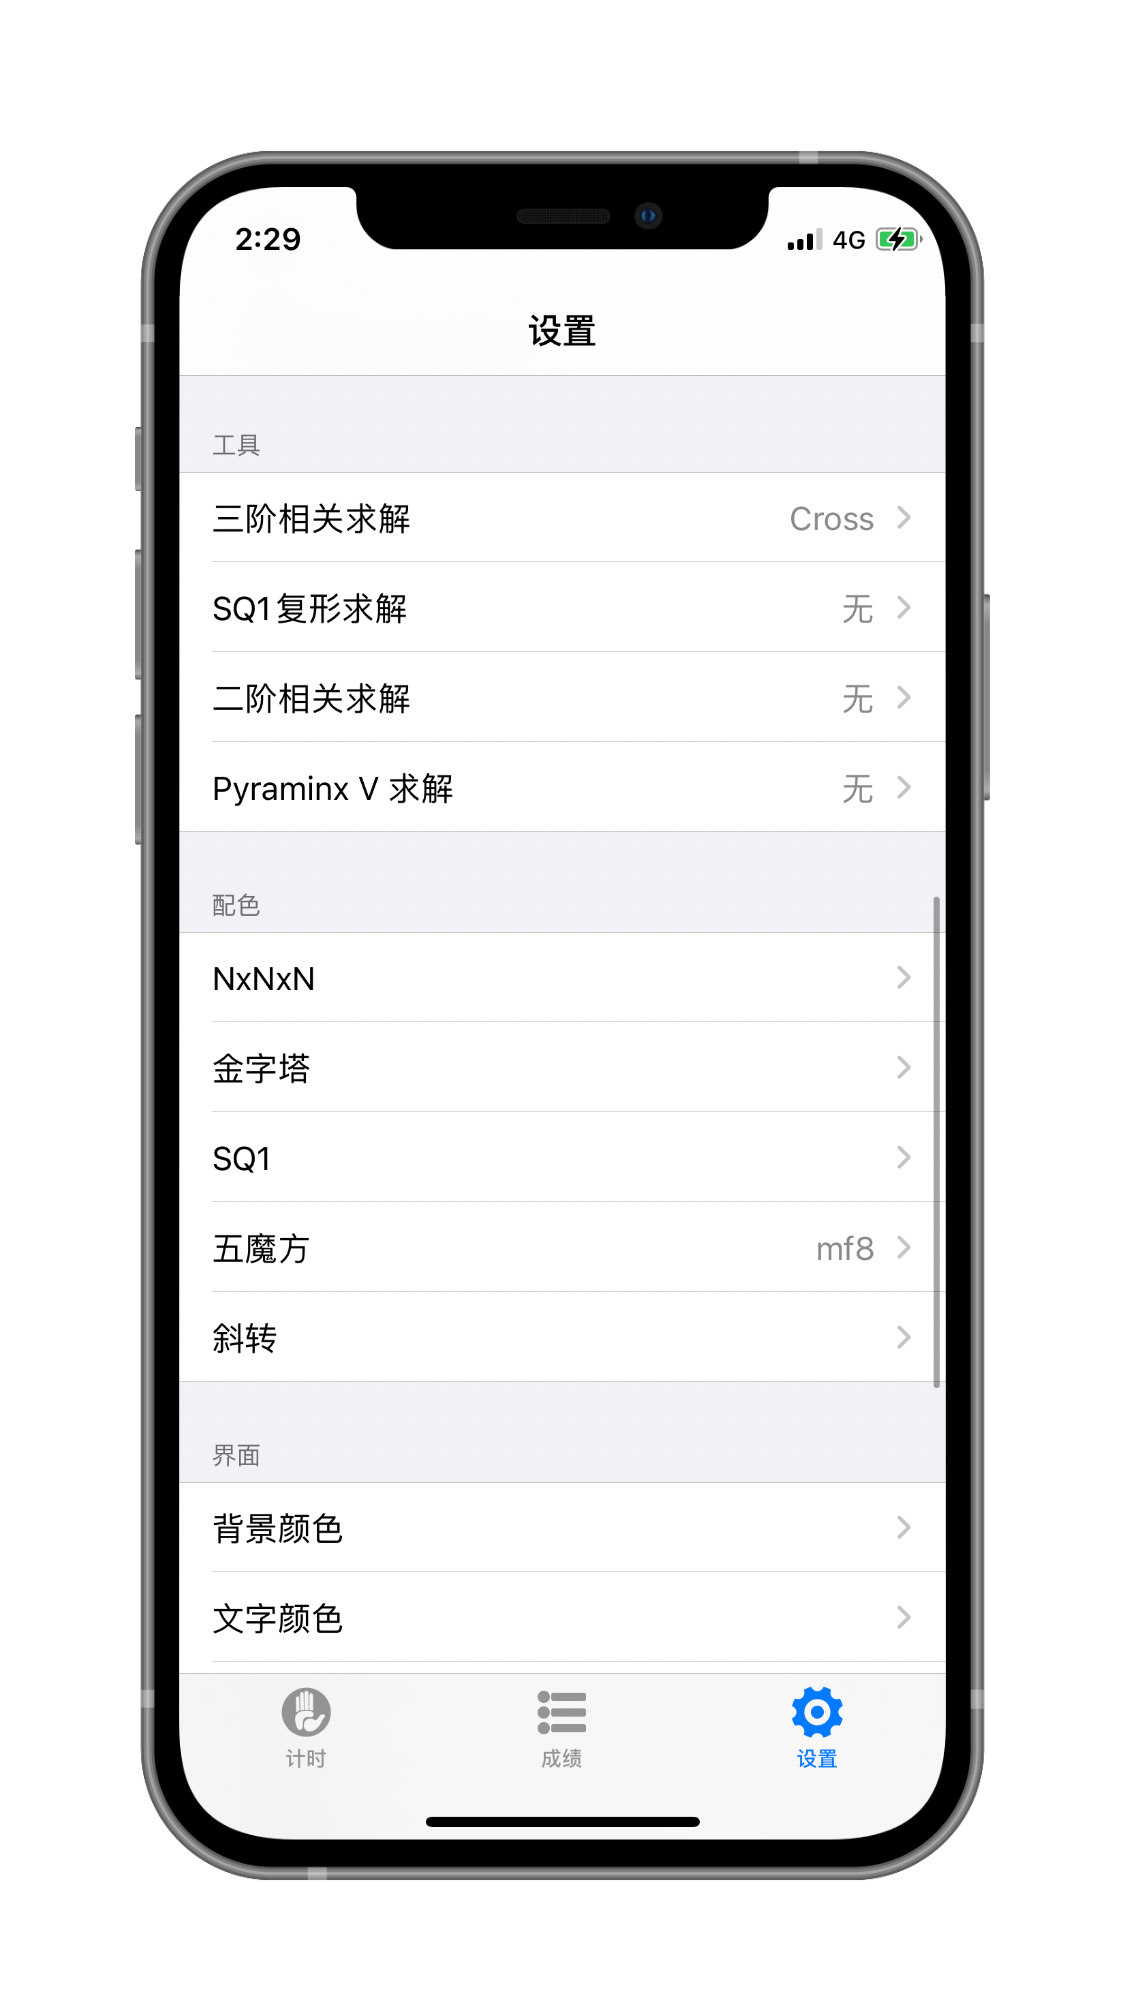 2:29
4G
设置
工具
三阶相关求解 Cross
SQ1复形求解 无
二阶相关求解 无
Pyraminx V 求解 无
配色
NxNxN
金字塔
SQ1
五魔方 mf8
斜转
界面
背景颜色
文字颜色
计时 成绩 设置